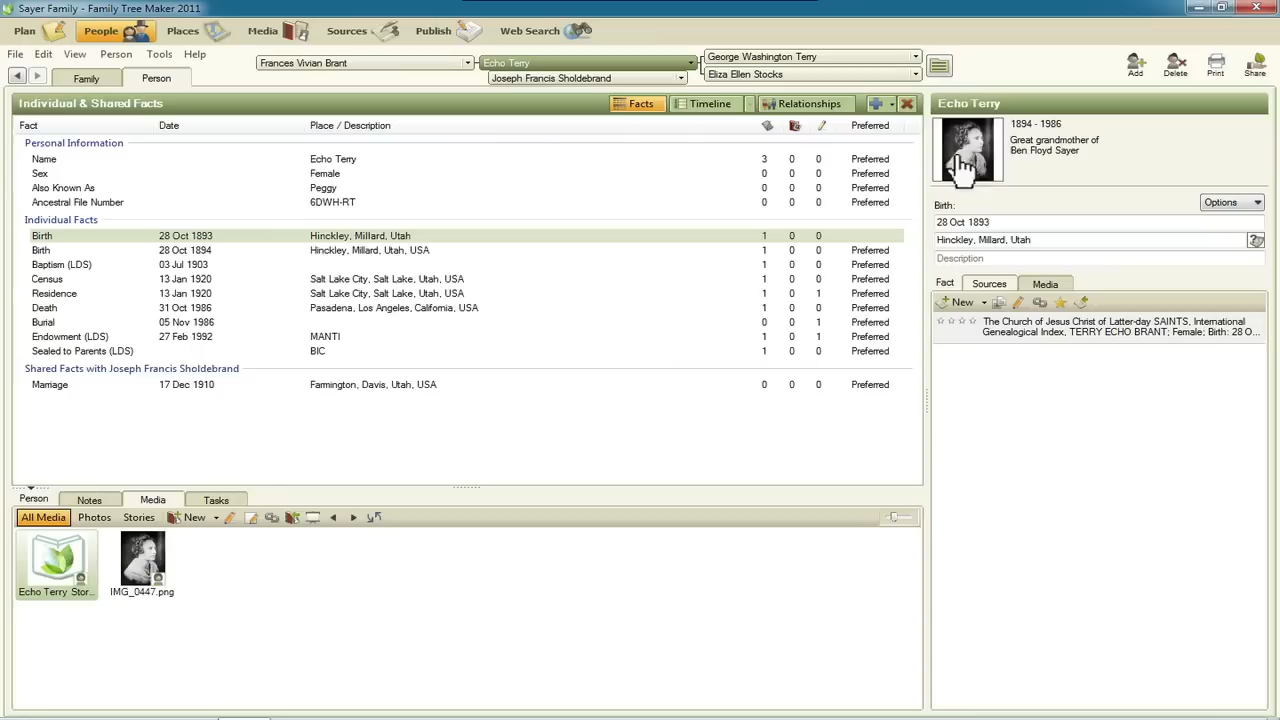 Sayer Family - Family Tree Maker 2011
Plan People Places Media Sources Publish Web Search
File Edit View Person Tools Help
Frances Vivian Brant
Echo Terry
Joseph Francis Sholdebrand
George Washington Terry
Eliza Ellen Stocks
Add Delete Print Share
Family Person
Individual & Shared Facts
Facts Timeline Relationships
Fact Date Place / Description Preferred
Personal Information
Name Echo Terry 3 0 0 Preferred
Sex Female 0 0 0 Preferred
Also Known As Peggy 0 0 0 Preferred
Ancestral File Number 6DWH-RT 0 0 0 Preferred
Individual Facts
Birth 28 Oct 1893 Hinckley, Millard, Utah 1 0 0
Birth 28 Oct 1894 Hinckley, Millard, Utah, USA 1 0 0 Preferred
Baptism (LDS) 03 Jul 1903 1 0 0 Preferred
Census 13 Jan 1920 Salt Lake City, Salt Lake, Utah, USA 1 0 0 Preferred
Residence 13 Jan 1920 Salt Lake City, Salt Lake, Utah, USA 1 0 1 Preferred
Death 31 Oct 1986 Pasadena, Los Angeles, California, USA 1 0 0 Preferred
Burial 05 Nov 1986 0 0 1 Preferred
Endowment (LDS) 27 Feb 1992 MANTI 1 0 1 Preferred
Sealed to Parents (LDS) BIC 1 0 0 Preferred
Shared Facts with Joseph Francis Sholdebrand
Marriage 17 Dec 1910 Farmington, Davis, Utah, USA 0 0 0 Preferred
Person Notes Media Tasks
All Media Photos Stories New
Echo Terry Stor...
IMG_0447.png
Echo Terry
1894 - 1986
Great grandmother of
Ben Floyd Sayer
Birth: Options
28 Oct 1893
Hinckley, Millard, Utah
Description
Fact Sources Media
New
The Church of Jesus Christ of Latter-day SAINTS, International
Genealogical Index, TERRY ECHO BRANT; Female; Birth: 28 O...